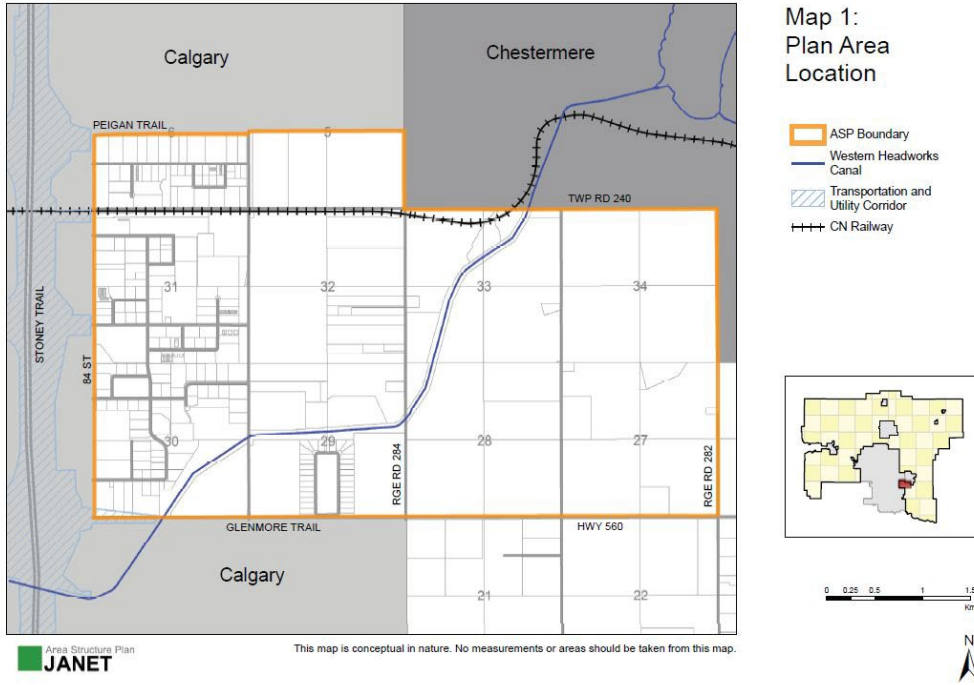 Calgary
Chestermere
PEIGAN TRAIL
6
5
TWP RD 240
STONEY TRAIL
84 ST
31
32
33
34
30
29
28
27
RGE RD 284
RGE RD 282
GLENMORE TRAIL
HWY 560
Calgary
21
22
Map 1:
Plan Area
Location
ASP Boundary
Western Headworks
Canal
Transportation and
Utility Corridor
CN Railway
0 0.25 0.5 1 1.5
Km
N
Area Structure Plan
JANET
This map is conceptual in nature. No measurements or areas should be taken from this map.